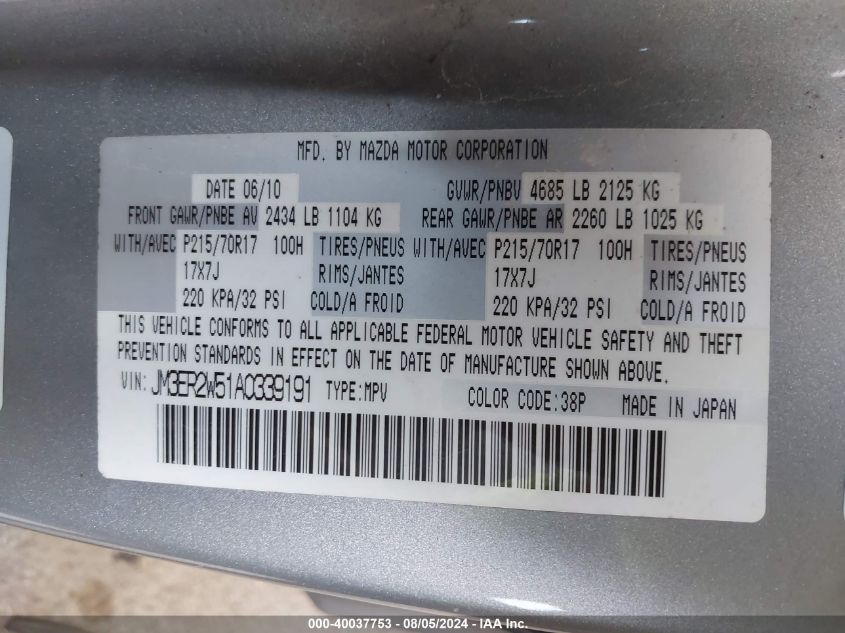 MFD. BY MAZDA MOTOR CORPORATION
DATE 06/10 GVWR/PNBV 4685 LB 2125 KG
FRONT GAWR/PNBE AV 2434 LB 1104 KG REAR GAWR/PNBE AR 2260 LB 1025 KG
WITH/AVEC P215/70R17 100H TIRES/PNEUS WITH/AVEC P215/70R17 100H TIRES/PNEUS
17X7J RIMS/JANTES 17X7J RIMS/JANTES
220 KPA/32 PSI COLD/A FROID 220 KPA/32 PSI COLD/A FROID
THIS VEHICLE CONFORMS TO ALL APPLICABLE FEDERAL MOTOR VEHICLE SAFETY AND THEFT
PREVENTION STANDARDS IN EFFECT ON THE DATE OF MANUFACTURE SHOWN ABOVE.
VIN: JM3ER2W51A0339191 TYPE:MPV COLOR CODE:38P MADE IN JAPAN
000-40037753 - 08/05/2024 - IAA Inc.